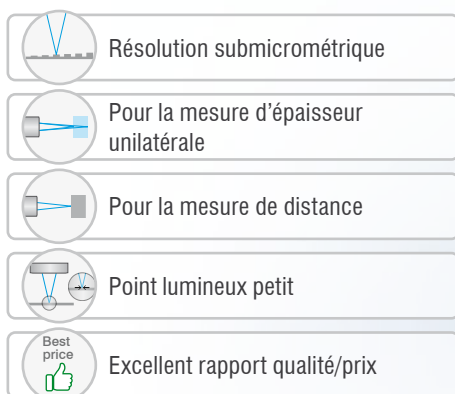 Résolution submicrométrique
Pour la mesure d’épaisseur
unilatérale
Pour la mesure de distance
Point lumineux petit
Best
price
Excellent rapport qualité/prix